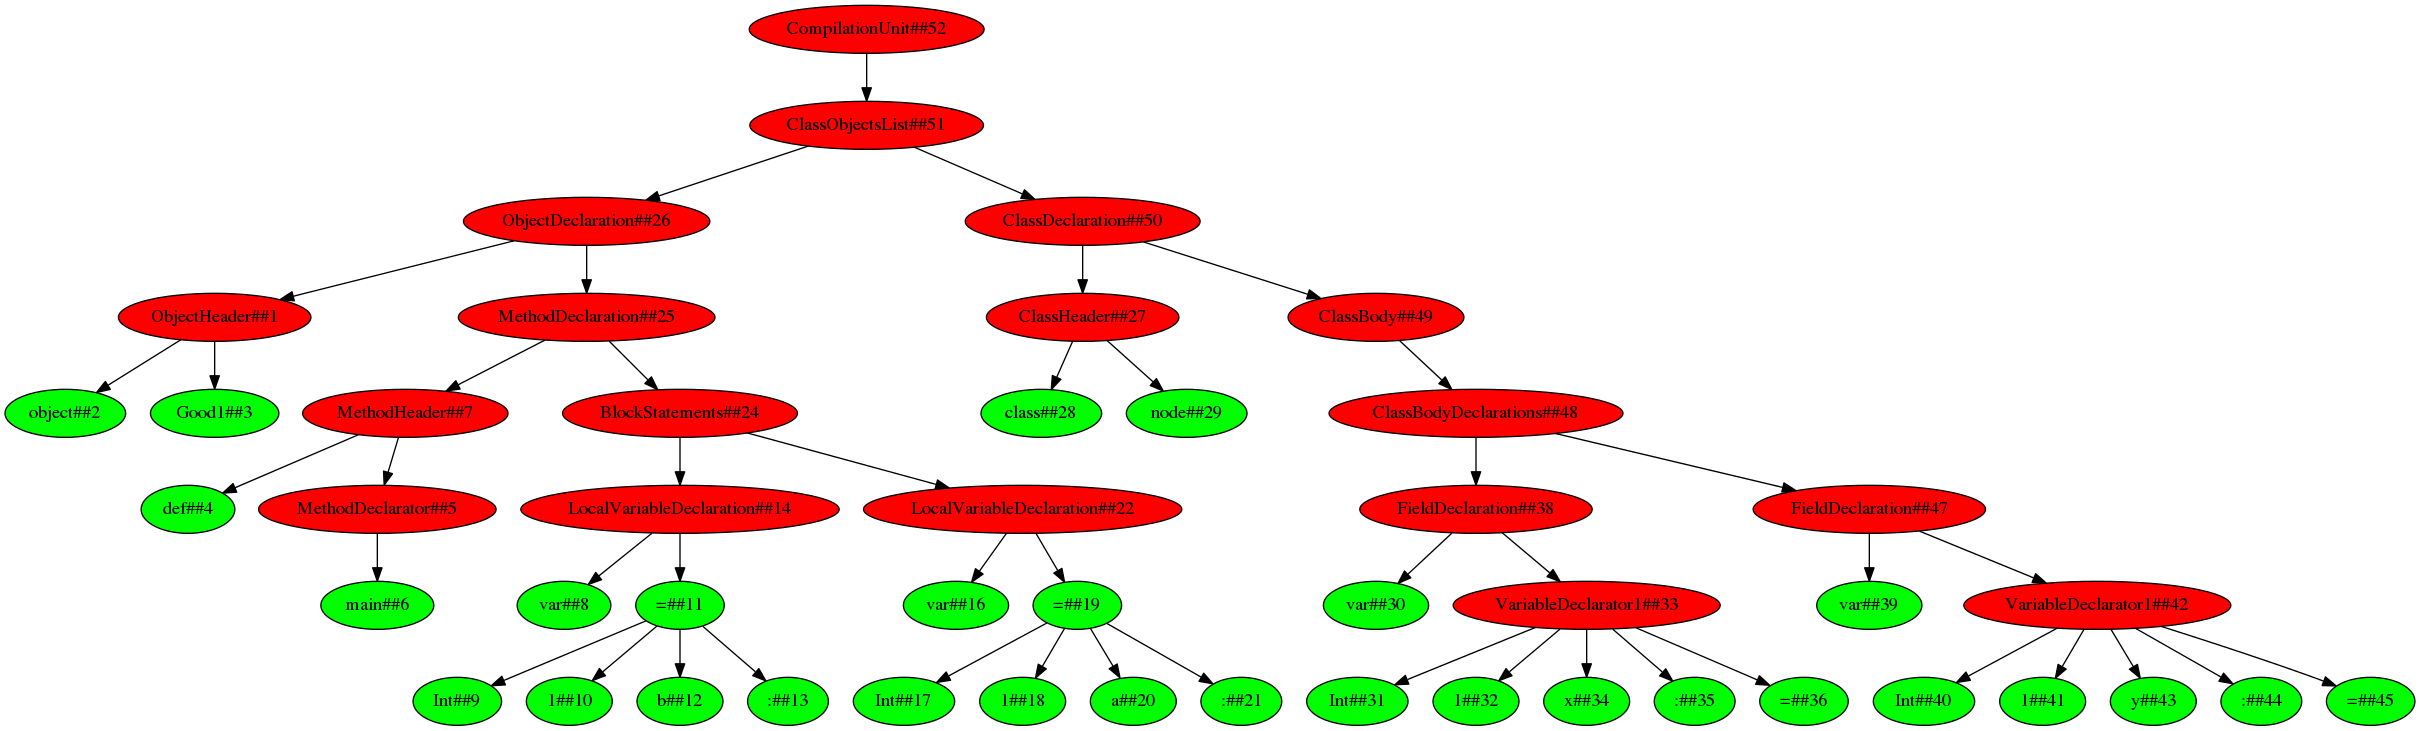 CompilationUnit##52
ClassObjectsList##51
ObjectDeclaration##26
ClassDeclaration##50
ObjectHeader##1
MethodDeclaration##25
ClassHeader##27
ClassBody##49
object##2
Good1##3
MethodHeader##7
BlockStatements##24
class##28
node##29
ClassBodyDeclarations##48
def##4
MethodDeclarator##5
LocalVariableDeclaration##14
LocalVariableDeclaration##22
FieldDeclaration##38
FieldDeclaration##47
main##6
var##8
=##11
var##16
=##19
var##30
VariableDeclarator1##33
var##39
VariableDeclarator1##42
Int##9
1##10
b##12
:##13
Int##17
1##18
a##20
:##21
Int##31
1##32
x##34
:##35
=##36
Int##40
1##41
y##43
:##44
=##45